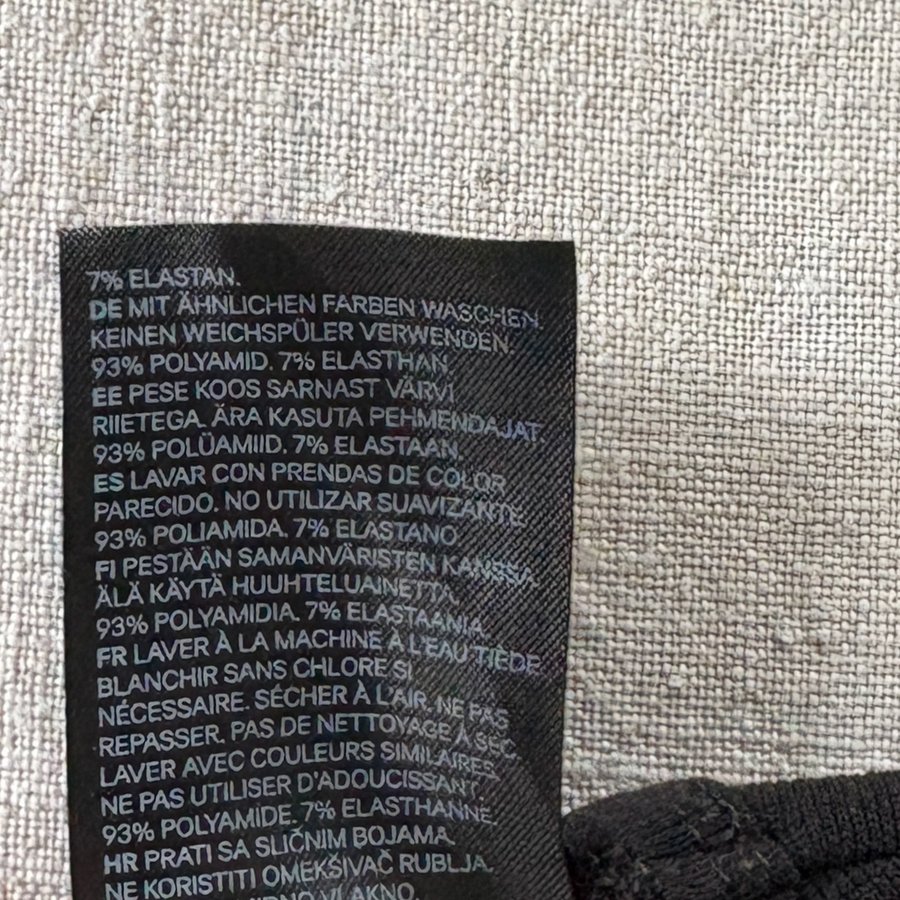 7% ELASTAN.
DE MIT ÄHNLICHEN FARBEN WASCHEN.
KEINEN WEICHSPÜLER VERWENDEN.
93% POLYAMID. 7% ELASTHAN
EE PESE KOOS SARNAST VÄRVI
RIIETEGA. ÄRA KASUTA PEHMENDAJAT.
93% POLÜAMIID. 7% ELASTAAN.
ES LAVAR CON PRENDAS DE COLOR
PARECIDO. NO UTILIZAR SUAVIZANTE
93% POLIAMIDA. 7% ELASTANO
FI PESTÄÄN SAMANVÄRISTEN KANSSA.
ÄLÄ KÄYTÄ HUUHTELUAINETTA.
93% POLYAMIDIA. 7% ELASTAANIA.
FR LAVER À LA MACHINE À L'EAU TIÈDE.
BLANCHIR SANS CHLORE SI
NÉCESSAIRE. SÉCHER À L'AIR. NE PAS
REPASSER. PAS DE NETTOYAGE À SEC.
LAVER AVEC COULEURS SIMILAIRES.
NE PAS UTILISER D'ADOUCISSANT.
93% POLYAMIDE. 7% ELASTHANNE.
HR PRATI SA SLIČNIM BOJAMA.
NE KORISTITI OMEKŠIVAČ RUBLJA.
VLAKNO.